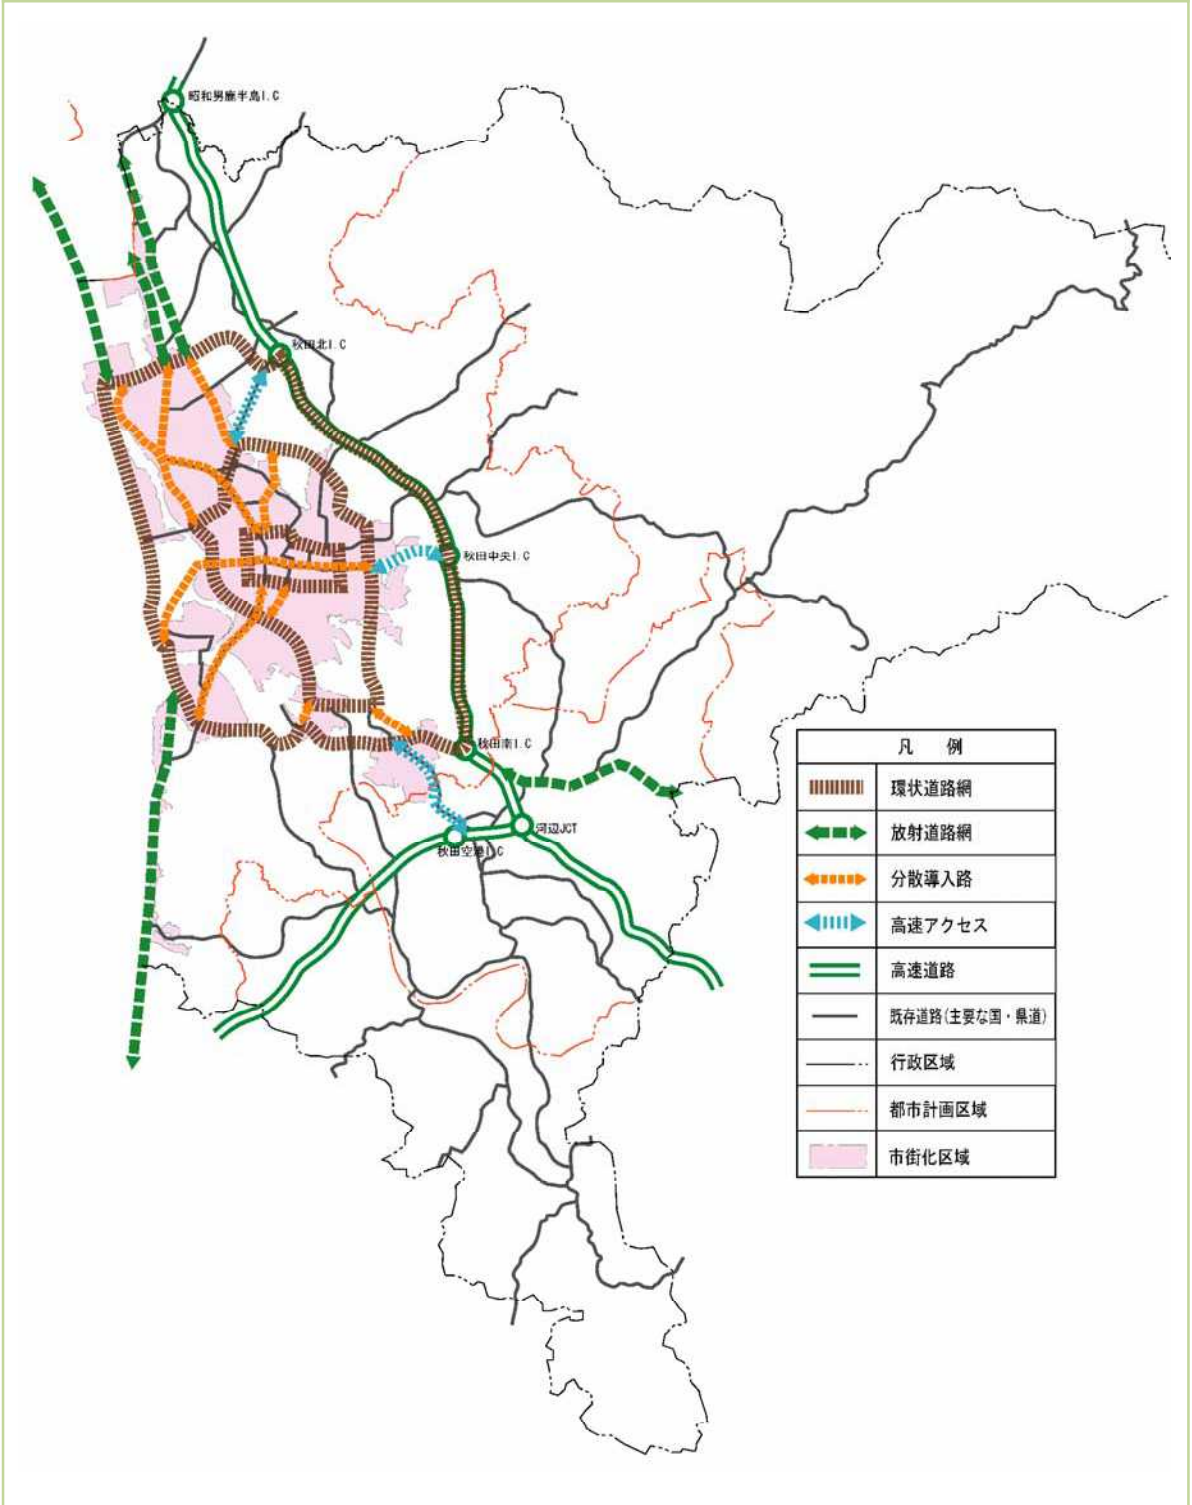 昭和男鹿半島I.C
秋田北I.C
秋田中央I.C
秋田南I.C
河辺JCT
秋田空港I.C
凡 例
環状道路網
放射道路網
分散導入路
高速アクセス
高速道路
既存道路(主要な国・県道)
行政区域
都市計画区域
市街化区域